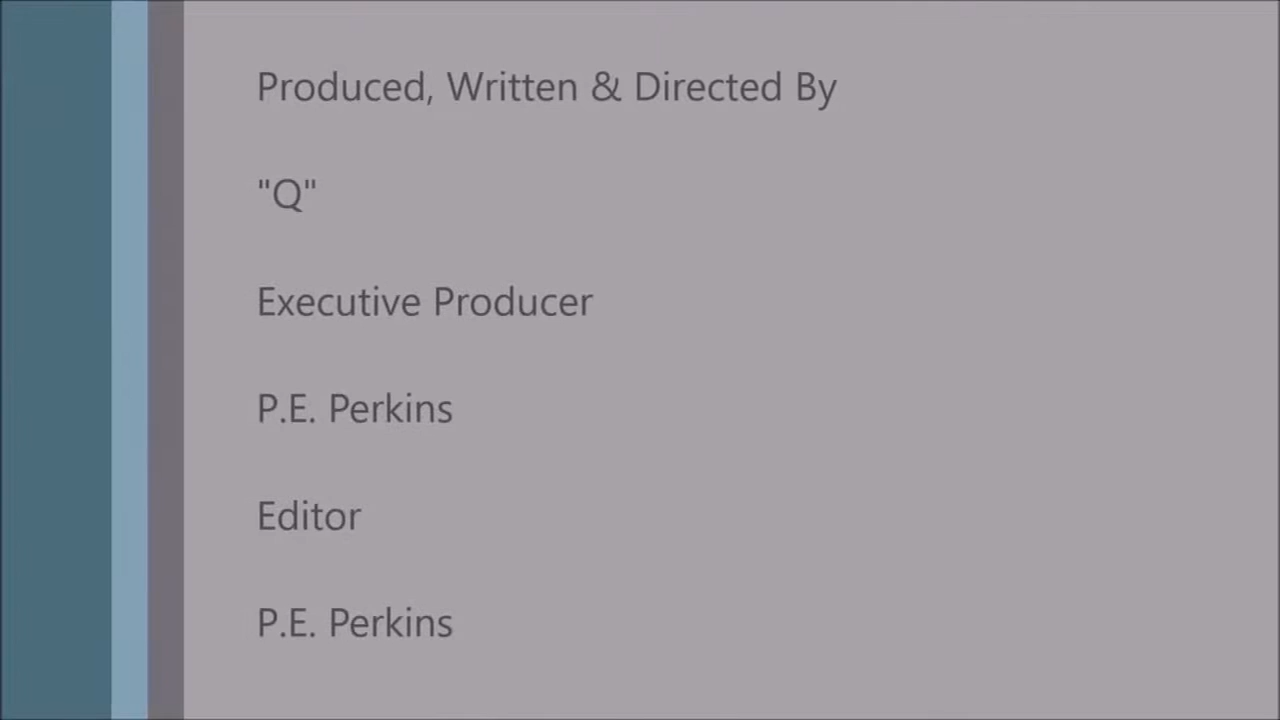 Produced, Written & Directed By
"Q"
Executive Producer
P.E. Perkins
Editor
P.E. Perkins